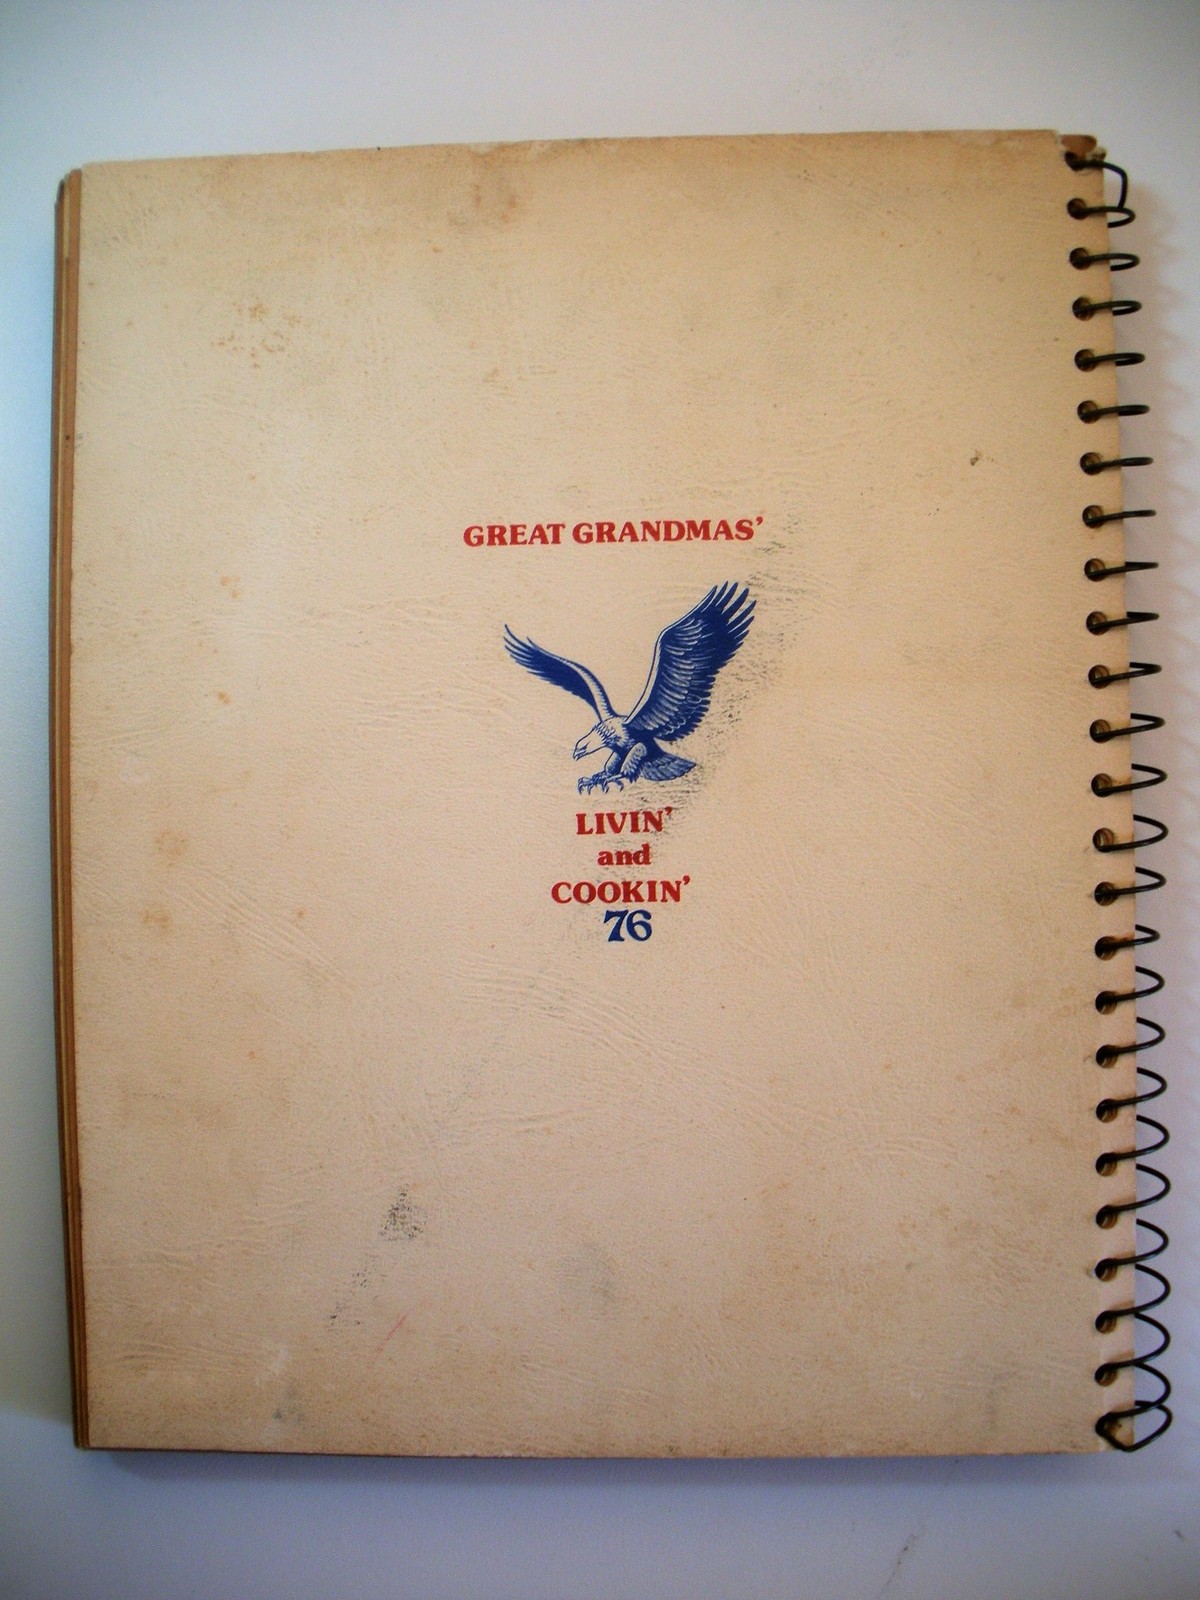 GREAT GRANDMAS’
LIVIN’
and
COOKIN’
76